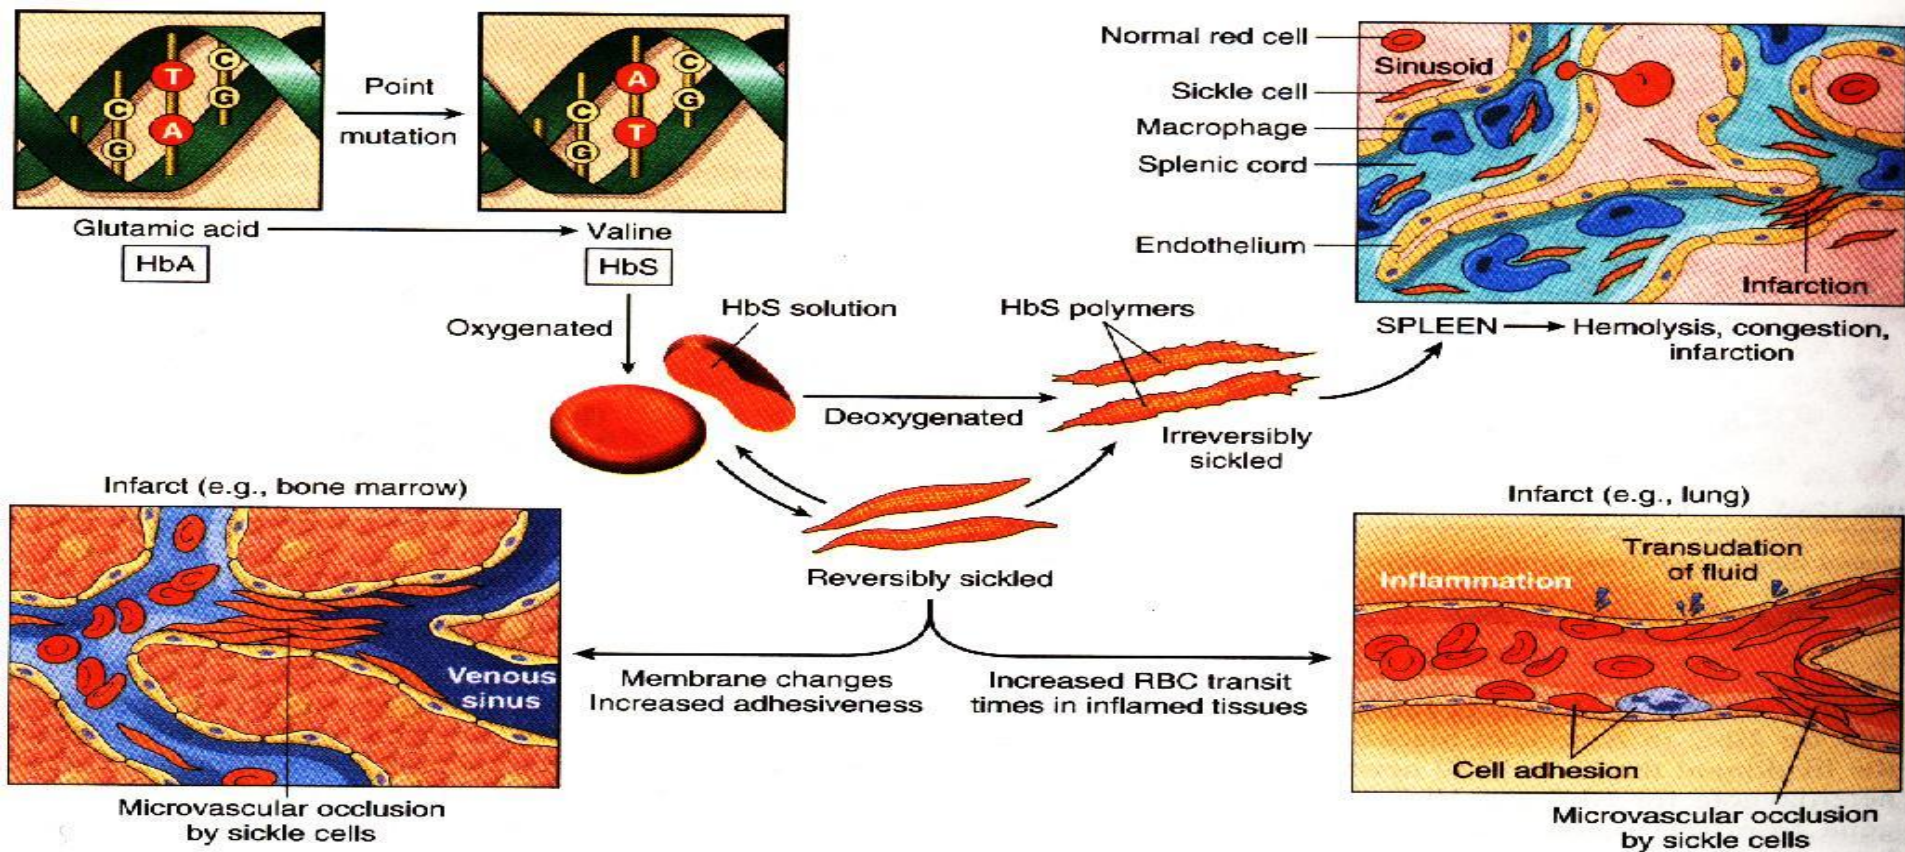 C
T
G
C
A
G
Point
mutation
C
A
G
C
T
G
Glutamic acid
Valine
HbA
HbS
Normal red cell
Sinusoid
Sickle cell
Macrophage
Splenic cord
Endothelium
Infarction
SPLEEN
Hemolysis, congestion,
infarction
Oxygenated
HbS solution
HbS polymers
Deoxygenated
Irreversibly
sickled
Reversibly sickled
Infarct (e.g., bone marrow)
Venous
sinus
Microvascular occlusion
by sickle cells
Membrane changes
Increased adhesiveness
Increased RBC transit
times in inflamed tissues
Infarct (e.g., lung)
Transudation
of fluid
Inflammation
Cell adhesion
Microvascular occlusion
by sickle cells